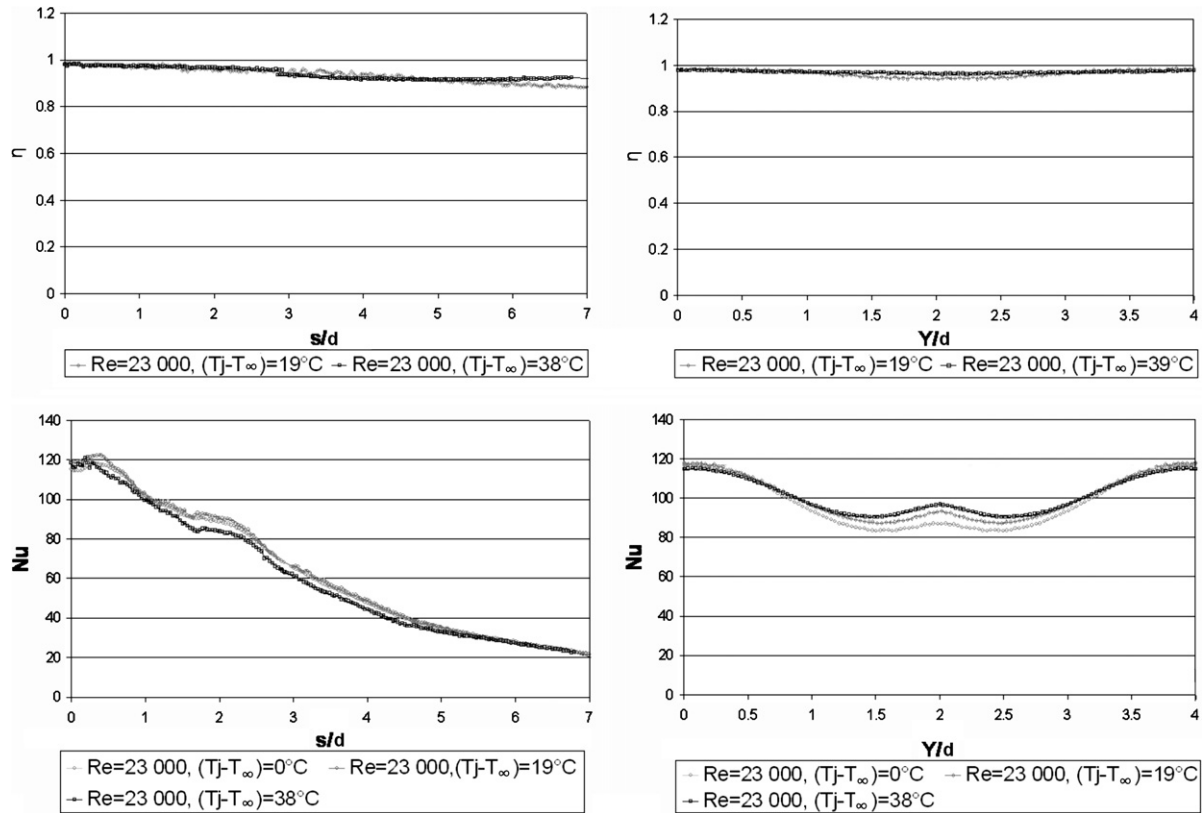 1.2
1
0.8
0.6
0.4
0.2
0
η
0 1 2 3 4 5 6 7
s/d
Re=23 000, (Tj-T∞)=19°C Re=23 000, (Tj-T∞)=38°C
1.2
1
0.8
0.6
0.4
0.2
0
η
0 0.5 1 1.5 2 2.5 3 3.5 4
Y/d
Re=23 000, (Tj-T∞)=19°C Re=23 000, (Tj-T∞)=39°C
140
120
100
80
60
40
20
0
Nu
0 1 2 3 4 5 6 7
s/d
Re=23 000, (Tj-T∞)=0°C Re=23 000,(Tj-T∞)=19°C
Re=23 000, (Tj-T∞)=38°C
140
120
100
80
60
40
20
0
Nu
0 0.5 1 1.5 2 2.5 3 3.5 4
Y/d
Re=23 000, (Tj-T∞)=0°C Re=23 000, (Tj-T∞)=19°C
Re=23 000, (Tj-T∞)=38°C